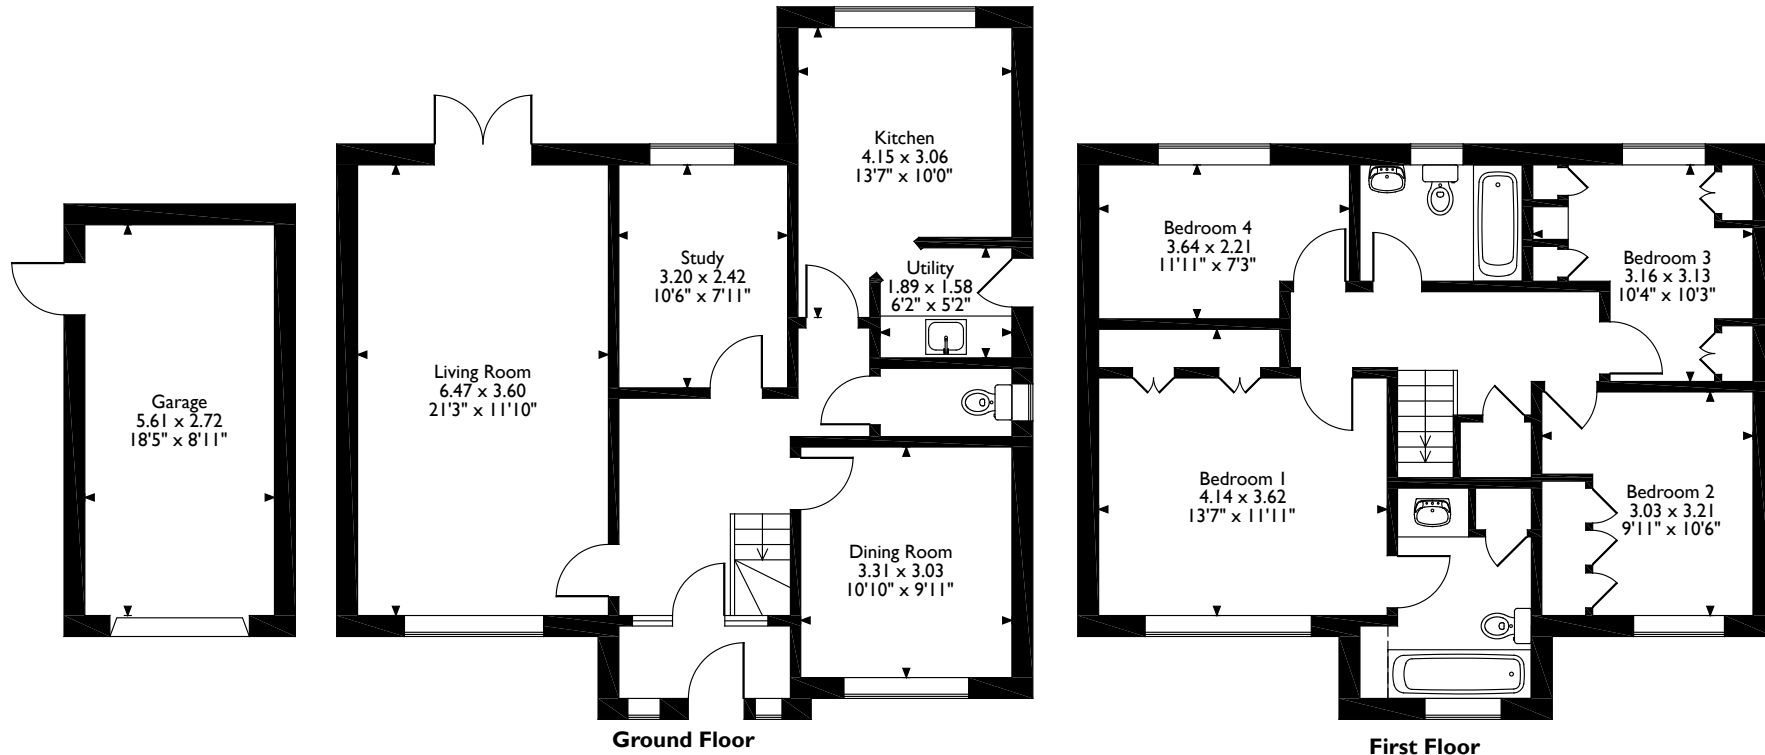 Garage
5.61 x 2.72
18'5" x 8'11"
Living Room
6.47 x 3.60
21'3" x 11'10"
Study
3.20 x 2.42
10'6" x 7'11"
Kitchen
4.15 x 3.06
13'7" x 10'0"
Utility
1.89 x 1.58
6'2" x 5'2"
Dining Room
3.31 x 3.03
10'10" x 9'11"
Ground Floor
Bedroom 4
3.64 x 2.21
11'11" x 7'3"
Bedroom 3
3.16 x 3.13
10'4" x 10'3"
Bedroom 1
4.14 x 3.62
13'7" x 11'11"
Bedroom 2
3.03 x 3.21
9'11" x 10'6"
First Floor